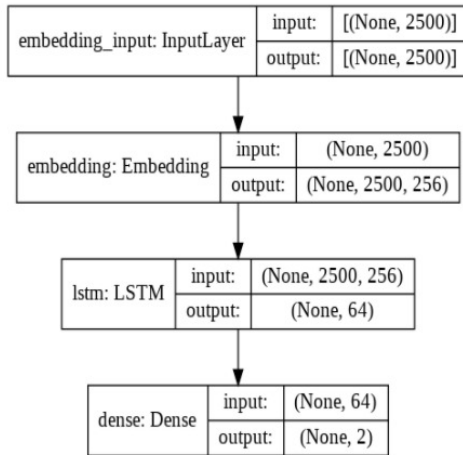 embedding_input: InputLayer
input: [(None, 2500)]
output: [(None, 2500)]
embedding: Embedding
input: (None, 2500)
output: (None, 2500, 256)
lstm: LSTM
input: (None, 2500, 256)
output: (None, 64)
dense: Dense
input: (None, 64)
output: (None, 2)